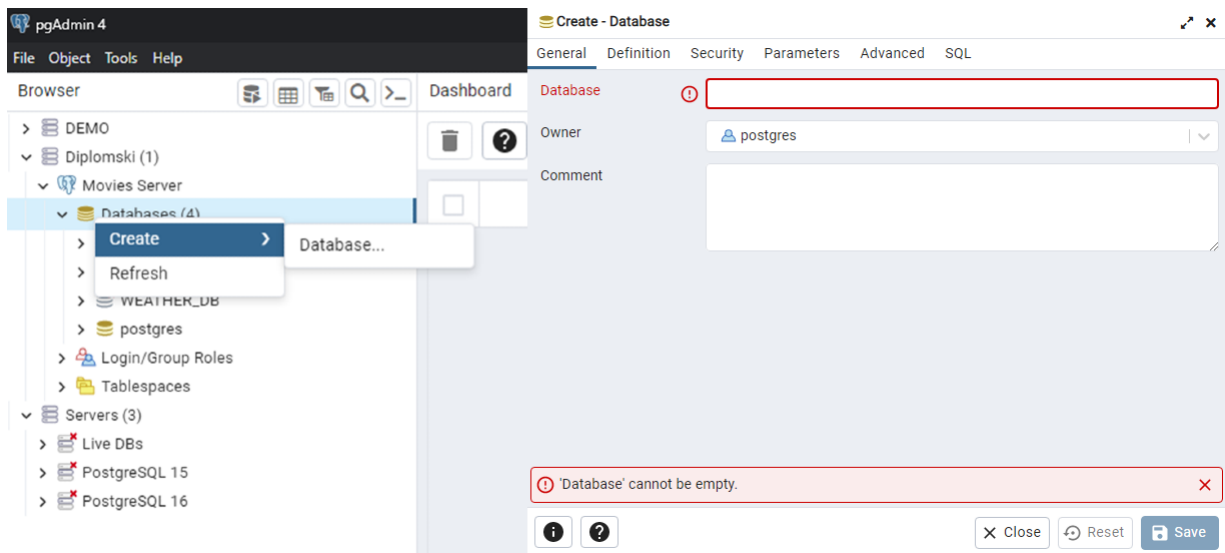 pgAdmin 4
File Object Tools Help
Browser
DEMO
Diplomski (1)
Movies Server
Databases (4)
Create
Database...
Refresh
WEATHER_DB
postgres
Login/Group Roles
Tablespaces
Servers (3)
Live DBs
PostgreSQL 15
PostgreSQL 16
Dashboard
Create - Database
General Definition Security Parameters Advanced SQL
Database
Owner postgres
Comment
'Database' cannot be empty.
Close Reset Save